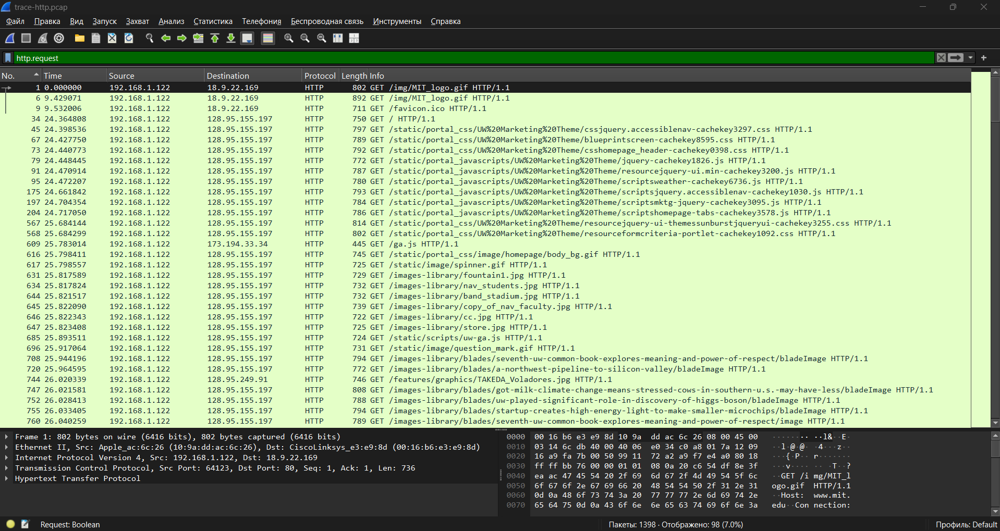 trace-http.pcap
Файл Правка Вид Запуск Захват Анализ Статистика Телефония Беспроводная связь Инструменты Справка
http.request
No. Time Source Destination Protocol Length Info
1 0.000000 192.168.1.122 18.9.22.169 HTTP 802 GET /img/MIT_logo.gif HTTP/1.1
6 9.429071 192.168.1.122 18.9.22.169 HTTP 892 GET /img/MIT_logo.gif HTTP/1.1
9 9.532006 192.168.1.122 18.9.22.169 HTTP 711 GET /favicon.ico HTTP/1.1
34 24.364808 192.168.1.122 128.95.155.197 HTTP 750 GET / HTTP/1.1
45 24.398536 192.168.1.122 128.95.155.197 HTTP 797 GET /static/portal_css/UW%20Marketing%20Theme/cssjquery.accessiblenav-cachekey3297.css HTTP/1.1
67 24.427750 192.168.1.122 128.95.155.197 HTTP 789 GET /static/portal_css/UW%20Marketing%20Theme/blueprintscreen-cachekey8595.css HTTP/1.1
73 24.440773 192.168.1.122 128.95.155.197 HTTP 792 GET /static/portal_css/UW%20Marketing%20Theme/csshomepage_header-cachekey0398.css HTTP/1.1
79 24.448445 192.168.1.122 128.95.155.197 HTTP 772 GET /static/portal_javascripts/UW%20Marketing%20Theme/jquery-cachekey1826.js HTTP/1.1
91 24.470914 192.168.1.122 128.95.155.197 HTTP 787 GET /static/portal_javascripts/UW%20Marketing%20Theme/resourcejquery-ui.min-cachekey3200.js HTTP/1.1
95 24.472207 192.168.1.122 128.95.155.197 HTTP 780 GET /static/portal_javascripts/UW%20Marketing%20Theme/scriptsweather-cachekey6736.js HTTP/1.1
175 24.661842 192.168.1.122 128.95.155.197 HTTP 793 GET /static/portal_javascripts/UW%20Marketing%20Theme/scriptsjquery.accessiblenav-cachekey1030.js HTTP/1.1
197 24.704354 192.168.1.122 128.95.155.197 HTTP 784 GET /static/portal_javascripts/UW%20Marketing%20Theme/scriptsmktg-jquery-cachekey3095.js HTTP/1.1
204 24.717050 192.168.1.122 128.95.155.197 HTTP 786 GET /static/portal_javascripts/UW%20Marketing%20Theme/scriptshomepage-tabs-cachekey3578.js HTTP/1.1
567 25.684144 192.168.1.122 128.95.155.197 HTTP 814 GET /static/portal_css/UW%20Marketing%20Theme/resourcejquery-ui-themessunburstjqueryui-cachekey3255.css HTTP/1.1
568 25.684299 192.168.1.122 128.95.155.197 HTTP 802 GET /static/portal_css/UW%20Marketing%20Theme/resourceformcriteria-portlet-cachekey1092.css HTTP/1.1
609 25.783014 192.168.1.122 173.194.33.34 HTTP 445 GET /ga.js HTTP/1.1
616 25.798411 192.168.1.122 128.95.155.197 HTTP 745 GET /static/portal_css/image/homepage/body_bg.gif HTTP/1.1
617 25.798557 192.168.1.122 128.95.155.197 HTTP 725 GET /static/image/spinner.gif HTTP/1.1
631 25.817589 192.168.1.122 128.95.155.197 HTTP 729 GET /images-library/fountain1.jpg HTTP/1.1
634 25.817824 192.168.1.122 128.95.155.197 HTTP 732 GET /images-library/nav_students.jpg HTTP/1.1
644 25.821517 192.168.1.122 128.95.155.197 HTTP 732 GET /images-library/band_stadium.jpg HTTP/1.1
645 25.822090 192.168.1.122 128.95.155.197 HTTP 739 GET /images-library/copy_of_nav_faculty.jpg HTTP/1.1
646 25.822343 192.168.1.122 128.95.155.197 HTTP 722 GET /images-library/cc.jpg HTTP/1.1
647 25.823408 192.168.1.122 128.95.155.197 HTTP 725 GET /images-library/store.jpg HTTP/1.1
685 25.893511 192.168.1.122 128.95.155.197 HTTP 724 GET /static/scripts/uw-ga.js HTTP/1.1
696 25.917064 192.168.1.122 128.95.155.197 HTTP 731 GET /static/image/question_mark.gif HTTP/1.1
708 25.944196 192.168.1.122 128.95.155.197 HTTP 794 GET /images-library/blades/seventh-uw-common-book-explores-meaning-and-power-of-respect/bladeImage HTTP/1.1
720 25.964595 192.168.1.122 128.95.155.197 HTTP 772 GET /images-library/blades/a-northwest-pipeline-to-silicon-valley/bladeImage HTTP/1.1
744 26.020339 192.168.1.122 128.95.249.91 HTTP 746 GET /features/graphics/TAKEDA_Voladores.jpg HTTP/1.1
747 26.021581 192.168.1.122 128.95.155.197 HTTP 808 GET /images-library/blades/got-milk-climate-change-means-stressed-cows-in-southern-u.s.-may-have-less/bladeImage HTTP/1.1
752 26.028413 192.168.1.122 128.95.155.197 HTTP 788 GET /images-library/blades/uw-played-significant-role-in-discovery-of-higgs-boson/bladeImage HTTP/1.1
755 26.033405 192.168.1.122 128.95.155.197 HTTP 794 GET /images-library/blades/startup-creates-high-energy-light-to-make-smaller-microchips/bladeImage HTTP/1.1
760 26.040259 192.168.1.122 128.95.155.197 HTTP 789 GET /images-library/blades/seventh-uw-common-book-explores-meaning-and-power-of-respect/image HTTP/1.1
Frame 1: 802 bytes on wire (6416 bits), 802 bytes captured (6416 bits)
Ethernet II, Src: Apple_ac:6c:26 (10:9a:dd:ac:6c:26), Dst: CiscoLinksys_e3:e9:8d (00:16:b6:e3:e9:8d)
Internet Protocol Version 4, Src: 192.168.1.122, Dst: 18.9.22.169
Transmission Control Protocol, Src Port: 64123, Dst Port: 80, Seq: 1, Ack: 1, Len: 736
Hypertext Transfer Protocol
0000 00 16 b6 e3 e9 8d 10 9a dd ac 6c 26 08 00 45 00 ········ ··l&··E·
0010 03 14 6c db 40 00 40 06 e0 34 c0 a8 01 7a 12 09 ··l·@·@· ·4···z··
0020 16 a9 fa 7b 00 50 99 11 72 a2 a9 f7 e4 a0 80 18 ···{·P·· r·······
0030 ff ff bb 76 00 00 01 01 08 0a 20 c6 54 df 8e 3f ···v···· ·· ·T··?
0040 ea ac 47 45 54 20 2f 69 6d 67 2f 4d 49 54 5f 6c ··GET /i mg/MIT_l
0050 6f 67 6f 2e 67 69 66 20 48 54 54 50 2f 31 2e 31 ogo.gif HTTP/1.1
0060 0d 0a 48 6f 73 74 3a 20 77 77 77 2e 6d 69 74 2e ··Host: www.mit.
0070 65 64 75 0d 0a 43 6f 6e 6e 65 63 74 69 6f 6e 3a edu··Con nection:
Request: Boolean
Пакеты: 1398 · Отображено: 98 (7.0%)
Профиль: Default